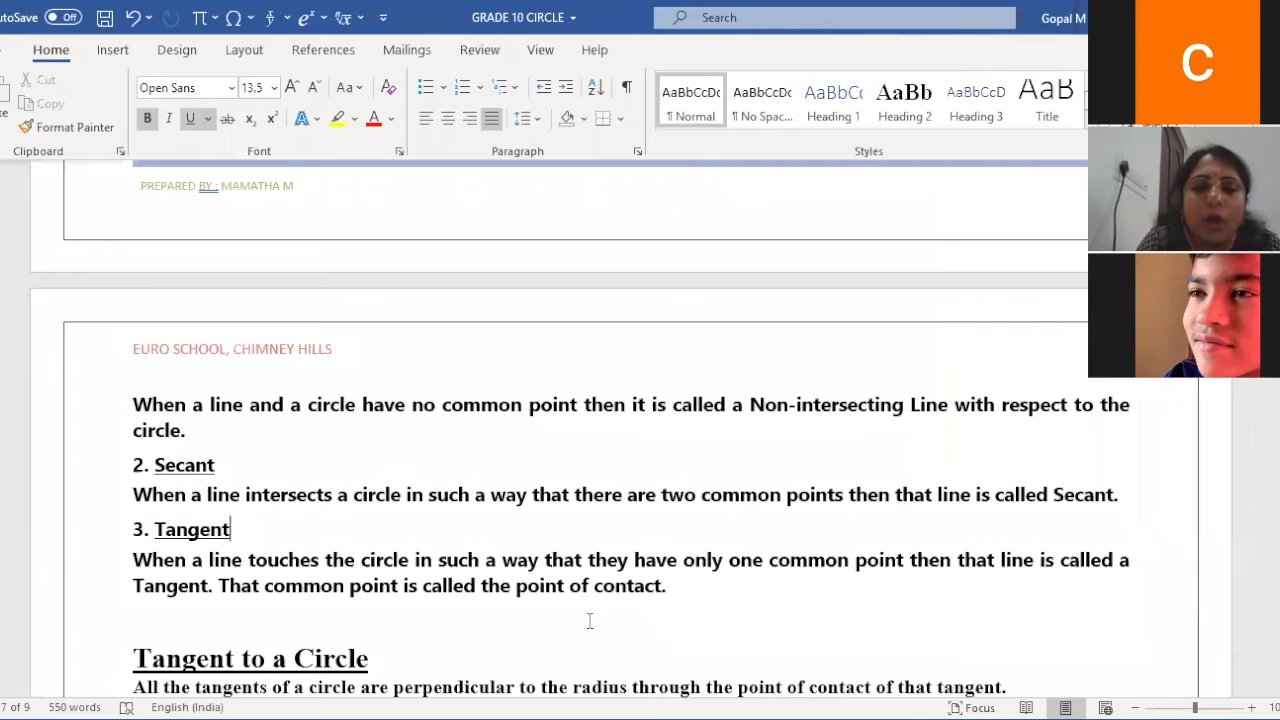 toSave Off
GRADE 10 CIRCLE
Search
Gopal M
Home Insert Design Layout References Mailings Review View Help
Cut
Copy
Format Painter
Open Sans 13.5
Clipboard Font Paragraph Styles
AaBbCcDc AaBbCcDc AaBbCc AaBb AaBbCcD AaB
¶ Normal ¶ No Spac... Heading 1 Heading 2 Heading 3 Title
PREPARED BY : MAMATHA M
EURO SCHOOL, CHIMNEY HILLS
When a line and a circle have no common point then it is called a Non-intersecting Line with respect to the
circle.
2. Secant
When a line intersects a circle in such a way that there are two common points then that line is called Secant.
3. Tangent
When a line touches the circle in such a way that they have only one common point then that line is called a
Tangent. That common point is called the point of contact.
Tangent to a Circle
All the tangents of a circle are perpendicular to the radius through the point of contact of that tangent.
7 of 9 550 words English (India) Focus 10
C